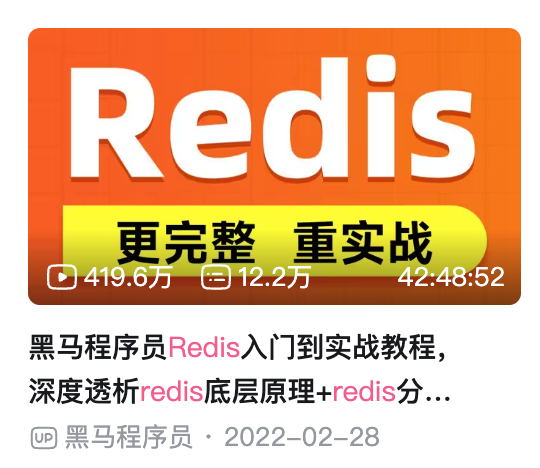 Redis
更完整 重实战
419.6万 12.2万 42:48:52
黑马程序员Redis入门到实战教程，
深度透析redis底层原理+redis分...
UP 黑马程序员 · 2022-02-28